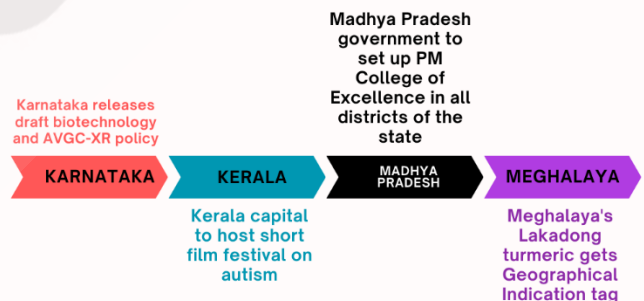 Karnataka releases
draft biotechnology
and AVGC-XR policy
KARNATAKA
KERALA
Kerala capital
to host short
film festival on
autism
Madhya Pradesh
government to
set up PM
College of
Excellence in all
districts of the
state
MADHYA
PRADESH
MEGHALAYA
Meghalaya's
Lakadong
turmeric gets
Geographical
Indication tag